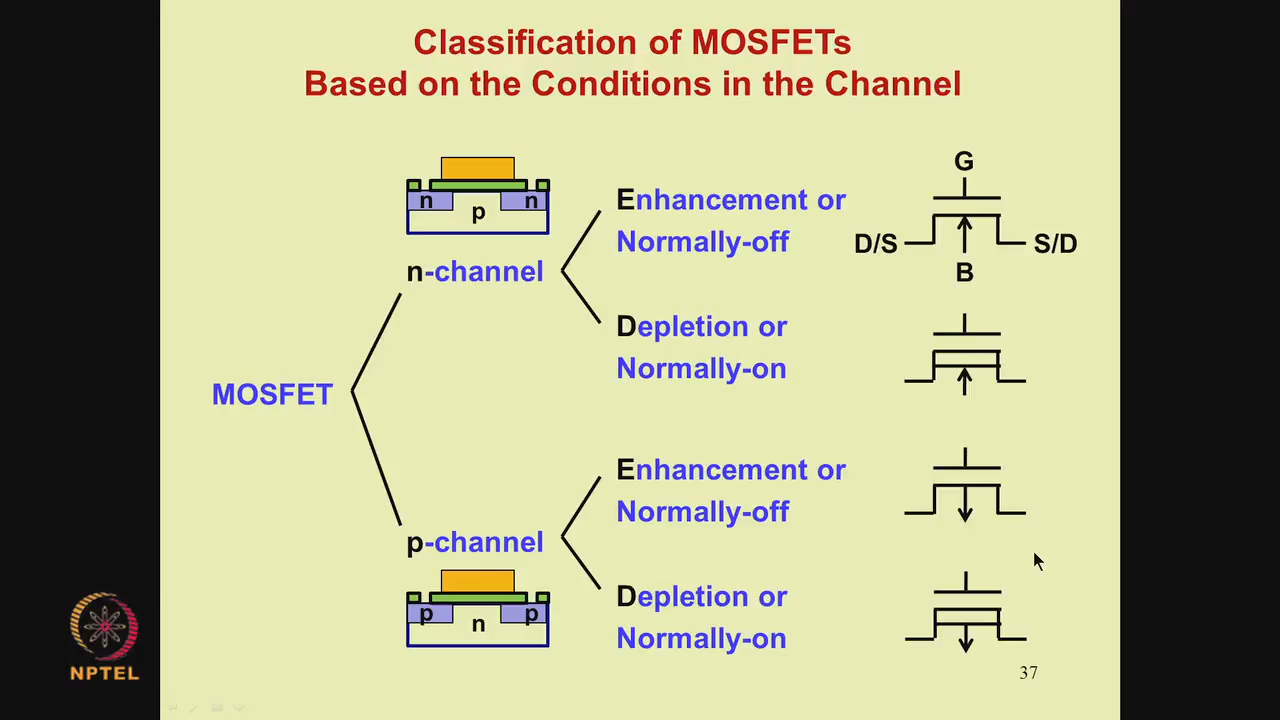 Classification of MOSFETs
Based on the Conditions in the Channel
n p n
n-channel
Enhancement or
Normally-off
G
D/S S/D
B
Depletion or
Normally-on
MOSFET
p-channel
p n p
Enhancement or
Normally-off
Depletion or
Normally-on
NPTEL
37